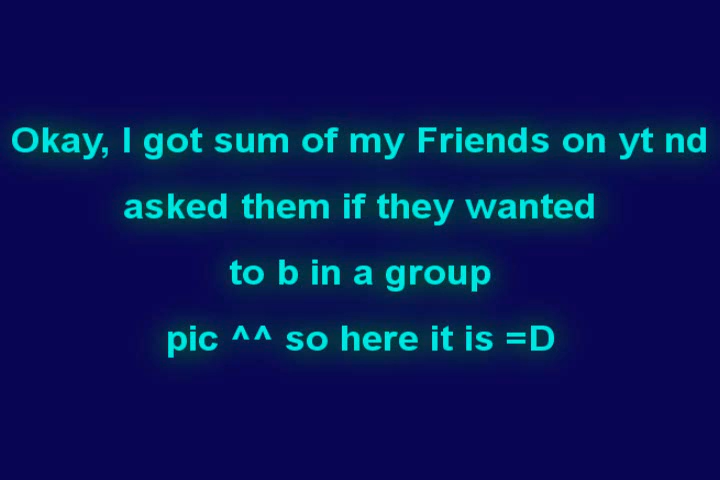 Okay, I got sum of my Friends on yt nd
asked them if they wanted
to b in a group
pic ^^ so here it is =D